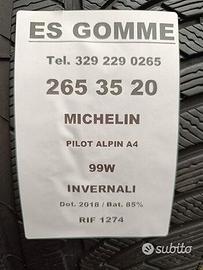 ES GOMME
Tel. 329 229 0265
265 35 20
MICHELIN
PILOT ALPIN A4
99W
INVERNALI
Dot. 2018 / Bat. 85%
RIF 1274
subito